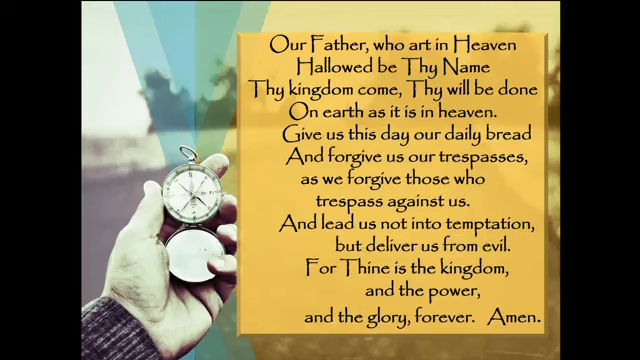 Our Father, who art in Heaven
Hallowed be Thy Name
Thy kingdom come, Thy will be done
On earth as it is in heaven.
Give us this day our daily bread
And forgive us our trespasses,
as we forgive those who
trespass against us.
And lead us not into temptation,
but deliver us from evil.
For Thine is the kingdom,
and the power,
and the glory, forever. Amen.